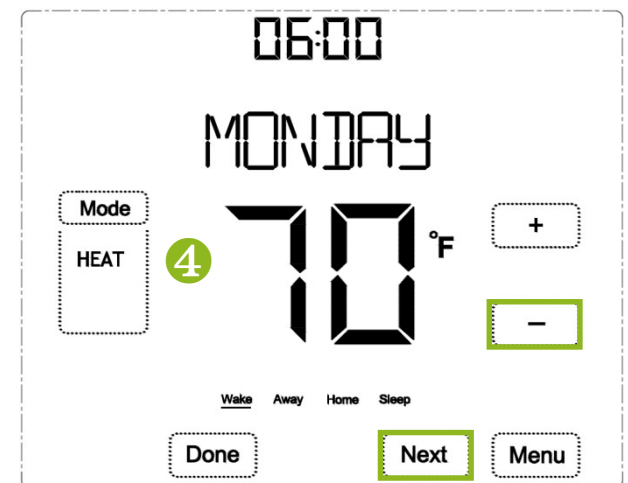 06:00
MONDAY
Mode
HEAT
4
70 °F
+
−
Wake Away Home Sleep
Done Next Menu